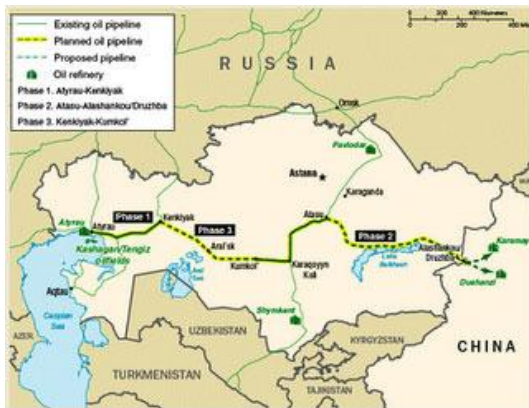 Existing oil pipeline
Planned oil pipeline
Proposed pipeline
Oil refinery
Phase 1. Atyrau-Kenkiyak
Phase 2. Atasu-Alashankou/Druzhba
Phase 3. Kenkiyak-Kumkol'
RUSSIA
Omsk
Pavlodar
Astana
Karaganda
Phase 1
Atyrau
Atyrau
Kenkiyak
Phase 3
Atasu
Phase 2
Kashagan/Tengiz
oilfields
Aral'sk
Alashankou/
Druzhba
Karamay
Kumkol'
Karaqoyyn
Lake
Balkhash
Dushanzi
Aqtau
Aral
Sea
Shymkent
Caspian
Sea
UZBEKISTAN
KYRGYZSTAN
CHINA
AZER.
TURKMENISTAN
TAJIKISTAN